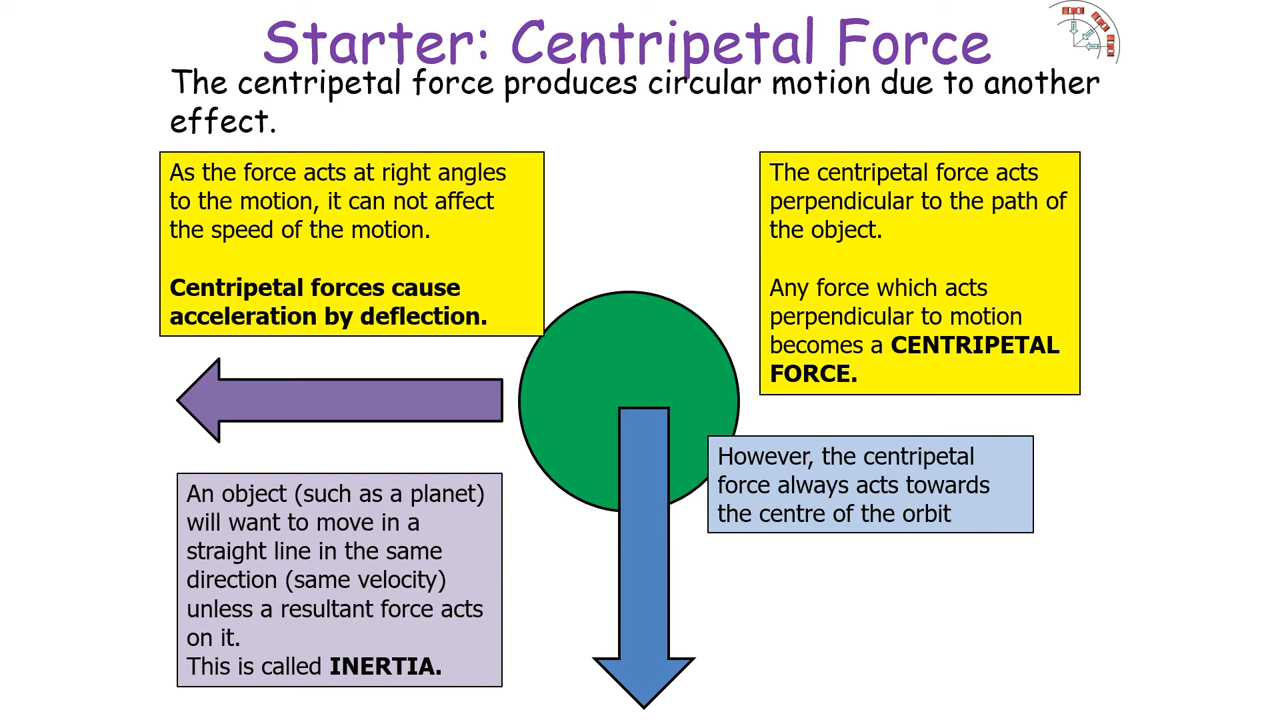 Starter: Centripetal Force
The centripetal force produces circular motion due to another
effect.
As the force acts at right angles
to the motion, it can not affect
the speed of the motion.
Centripetal forces cause
acceleration by deflection.
The centripetal force acts
perpendicular to the path of
the object.
Any force which acts
perpendicular to motion
becomes a CENTRIPETAL
FORCE.
However, the centripetal
force always acts towards
the centre of the orbit
An object (such as a planet)
will want to move in a
straight line in the same
direction (same velocity)
unless a resultant force acts
on it.
This is called INERTIA.